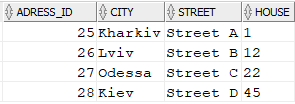 ADRESS_ID CITY STREET HOUSE
25 Kharkiv Street A 1
26 Lviv Street B 12
27 Odessa Street C 22
28 Kiev Street D 45